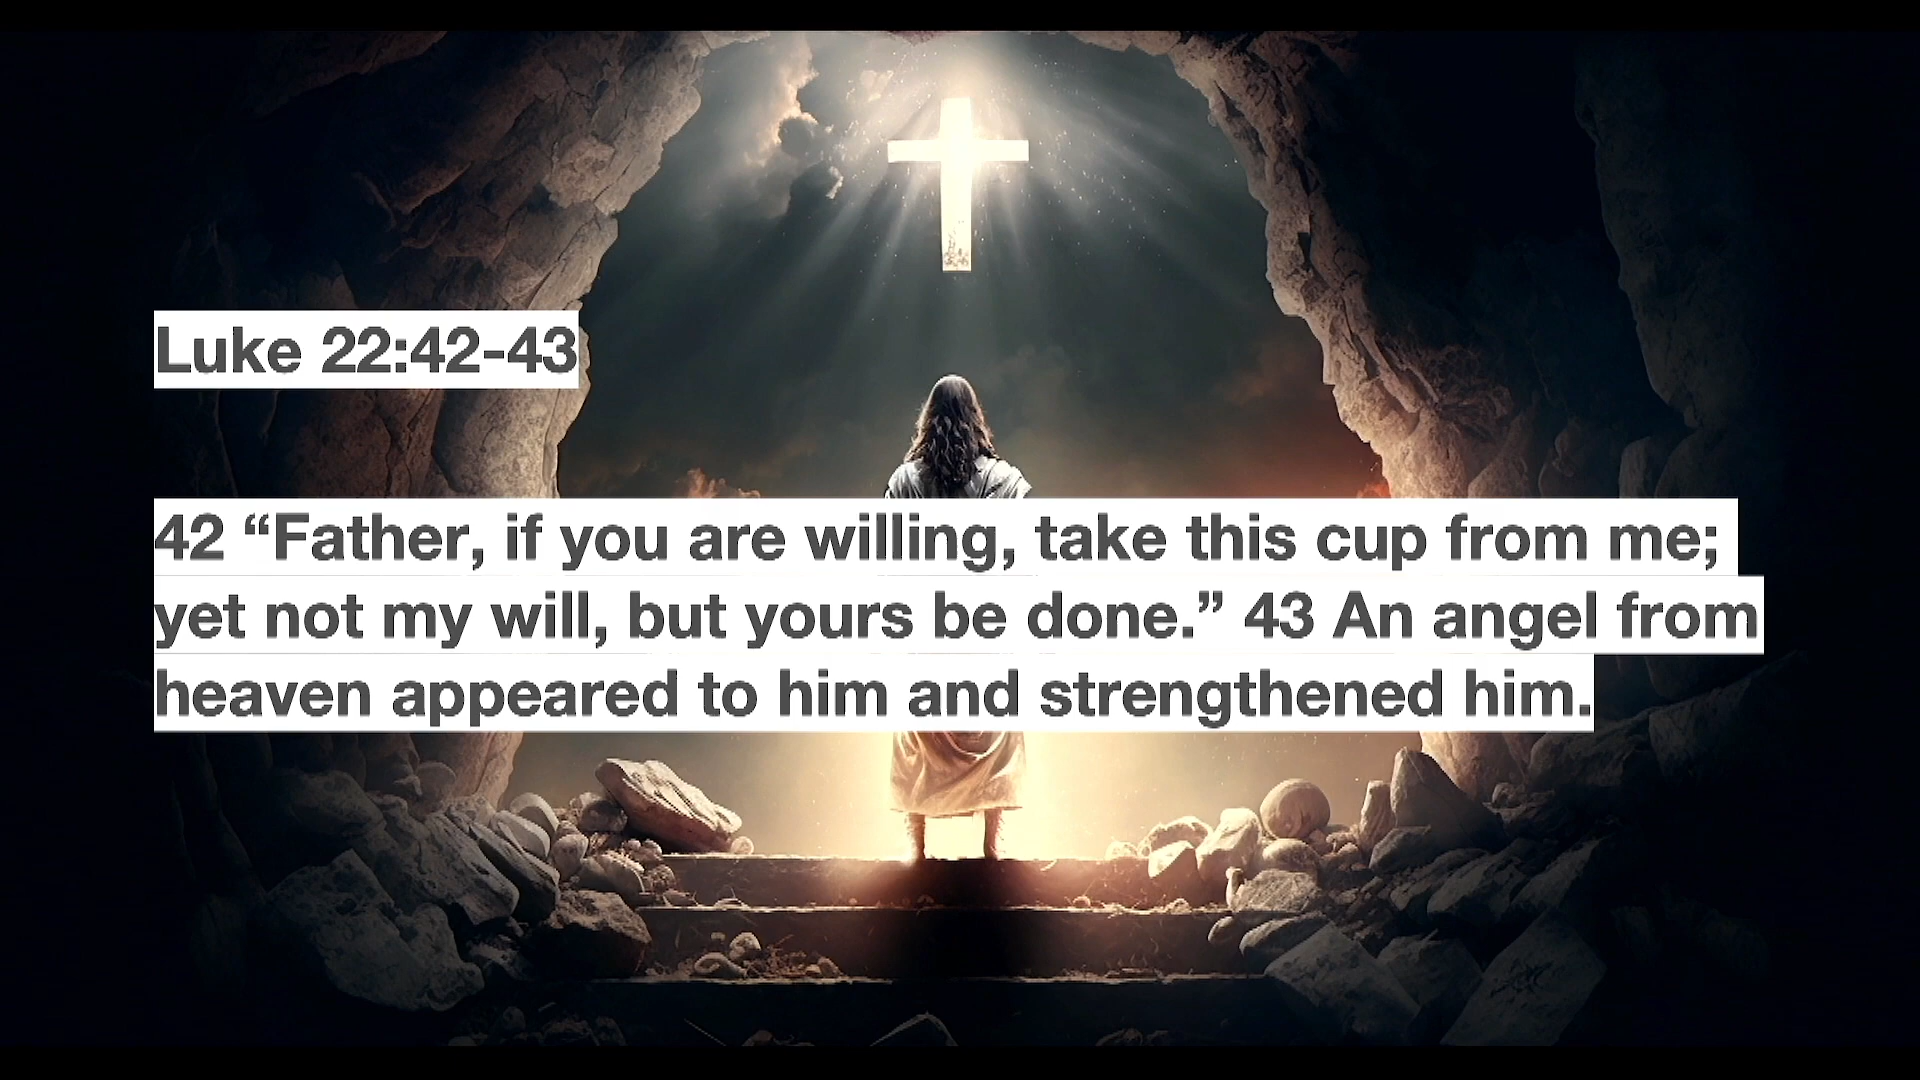 Luke 22:42-43
42 “Father, if you are willing, take this cup from me;
yet not my will, but yours be done.” 43 An angel from
heaven appeared to him and strengthened him.